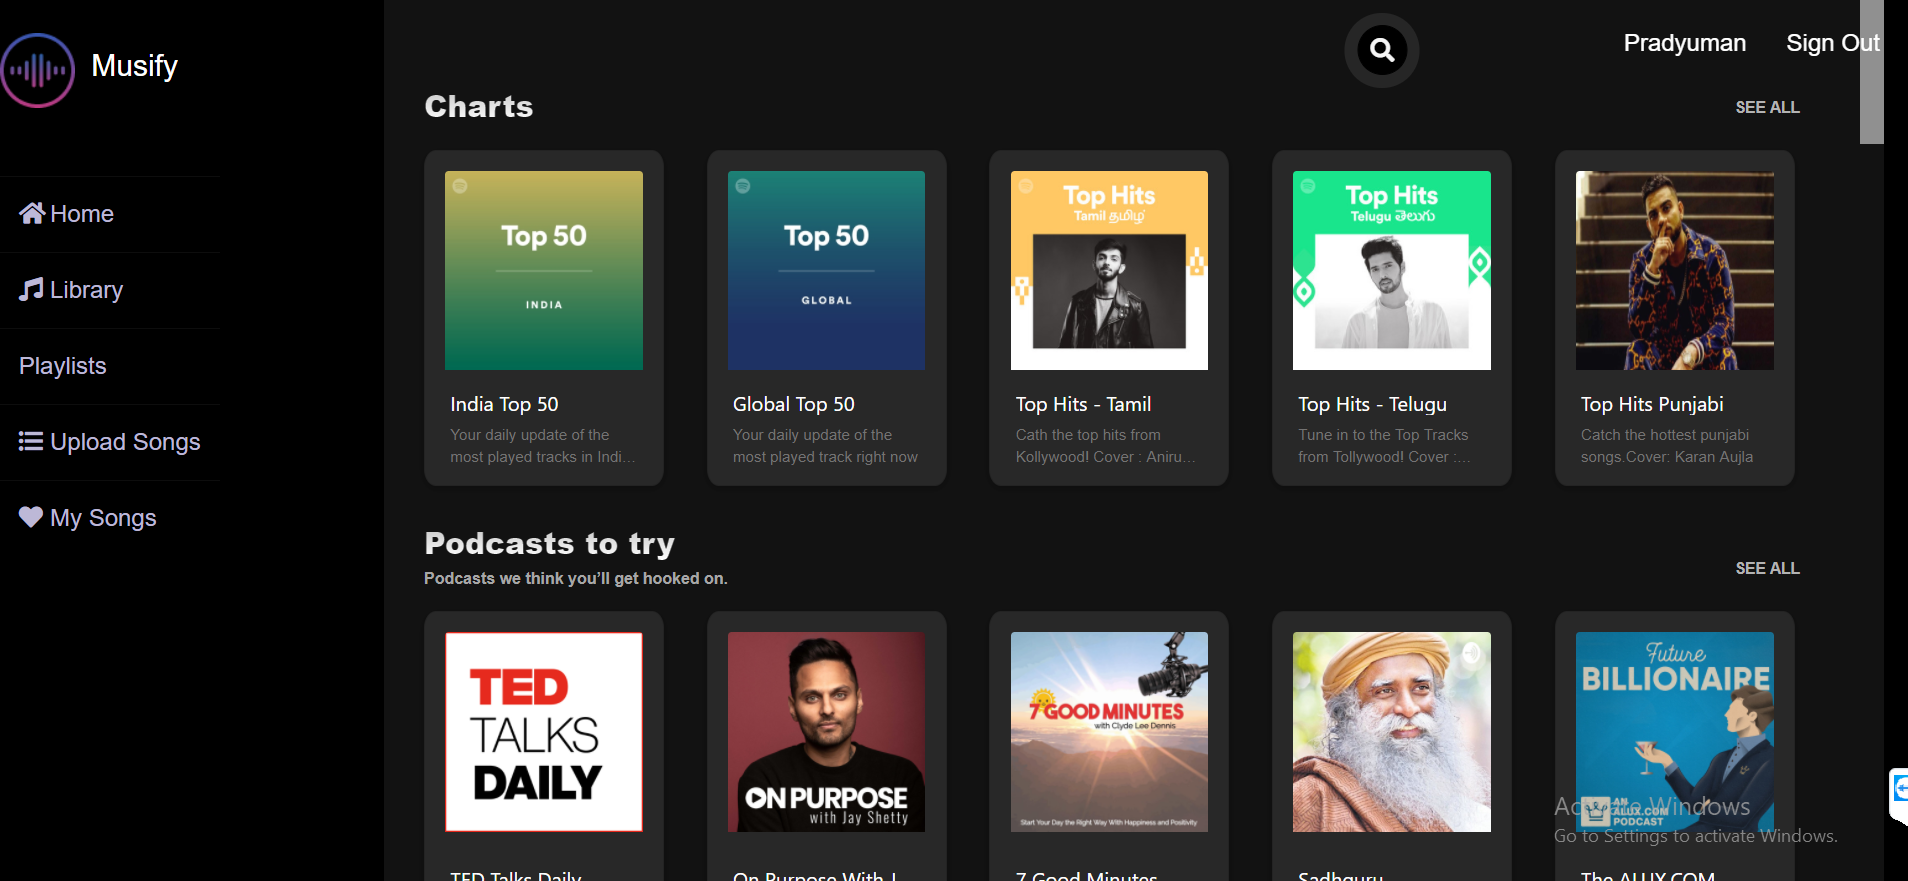 Musify
Pradyuman
Sign Out
Home
Library
Playlists
Upload Songs
My Songs
Charts
SEE ALL
Top 50
INDIA
India Top 50
Your daily update of the
most played tracks in Indi...
Top 50
GLOBAL
Global Top 50
Your daily update of the
most played track right now
Top Hits
Tamil தமிழ்
Top Hits - Tamil
Cath the top hits from
Kollywood! Cover : Aniru...
Top Hits
Telugu తెలుగు
Top Hits - Telugu
Tune in to the Top Tracks
from Tollywood! Cover :...
Top Hits Punjabi
Catch the hottest punjabi
songs.Cover: Karan Aujla
Podcasts to try
Podcasts we think you’ll get hooked on.
SEE ALL
TED
TALKS
DAILY
TED Talks Daily
ON PURPOSE
with Jay Shetty
On Purpose With J
7 GOOD MINUTES
with Clyde Lee Dennis
Start Your Day the Right Way With Happiness and Positivity
7 Good Minutes
Sadhguru
Future
BILLIONAIRE
AN
ALUX.COM
PODCAST
The ALUX.COM
Activate Windows
Go to Settings to activate Windows.